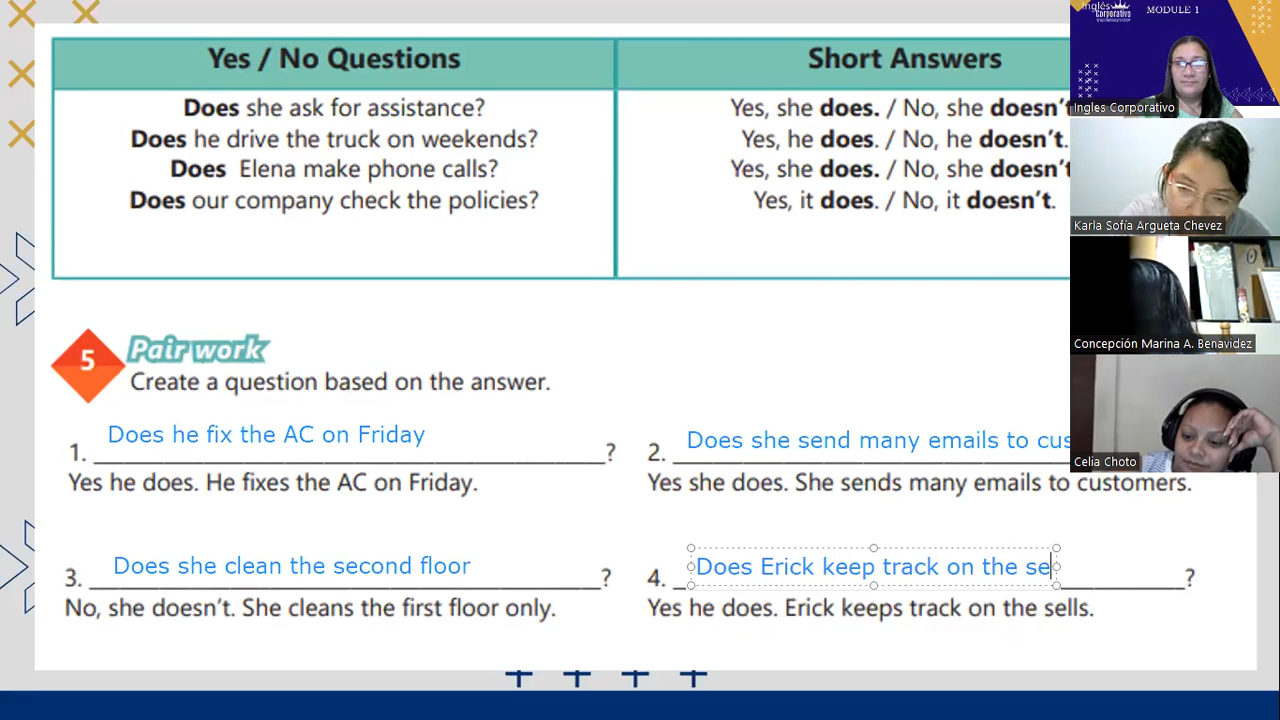 Yes / No Questions
Short Answers
Does she ask for assistance?
Does he drive the truck on weekends?
Does Elena make phone calls?
Does our company check the policies?
Yes, she does. / No, she doesn't
Yes, he does. / No, he doesn't.
Yes, she does. / No, she doesn't
Yes, it does. / No, it doesn't.
5
Pair work
Create a question based on the answer.
1. Does he fix the AC on Friday ?
Yes he does. He fixes the AC on Friday.
2. Does she send many emails to cus
Yes she does. She sends many emails to customers.
3. Does she clean the second floor ?
No, she doesn't. She cleans the first floor only.
4. Does Erick keep track on the se ?
Yes he does. Erick keeps track on the sells.
Inglés
Corporativo
MODULE 1
Ingles Corporativo
Karla Sofía Argueta Chevez
Concepción Marina A. Benavidez
Celia Choto